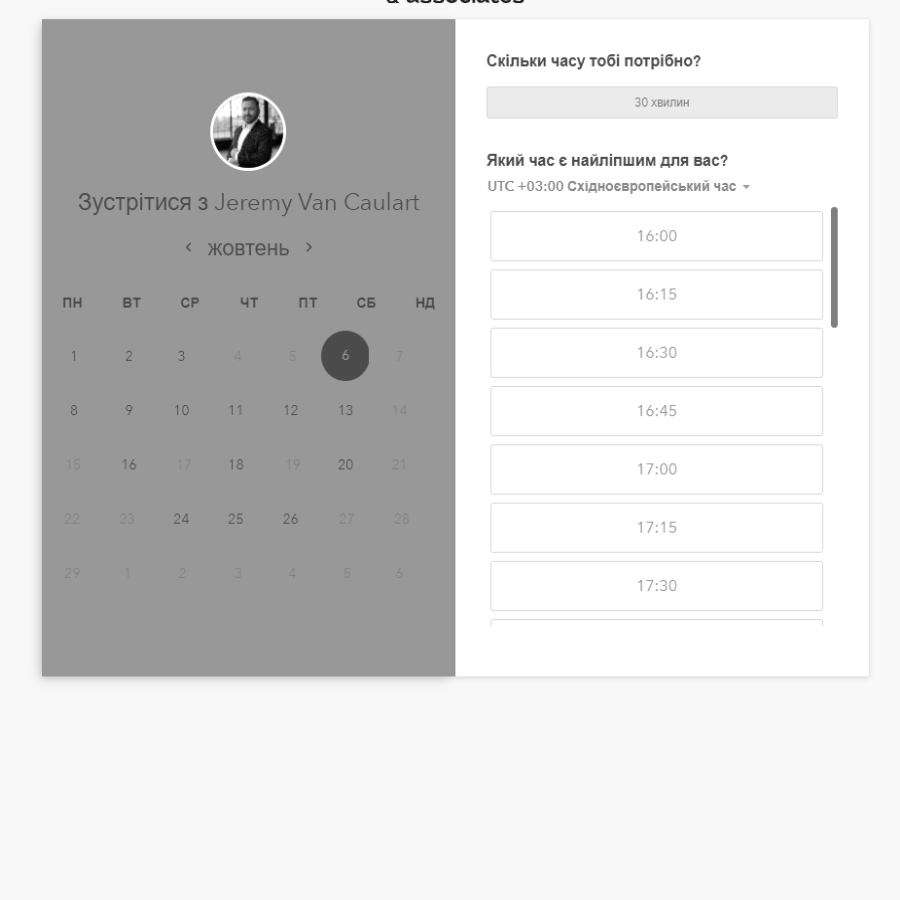 & associates
Зустрітися з Jeremy Van Caulart
‹ жовтень ›
ПН ВТ СР ЧТ ПТ СБ НД
1 2 3 4 5 6 7
8 9 10 11 12 13 14
15 16 17 18 19 20 21
22 23 24 25 26 27 28
29 1 2 3 4 5 6
Скільки часу тобі потрібно?
30 хвилин
Який час є найліпшим для вас?
UTC +03:00 Східноєвропейський час
16:00
16:15
16:30
16:45
17:00
17:15
17:30